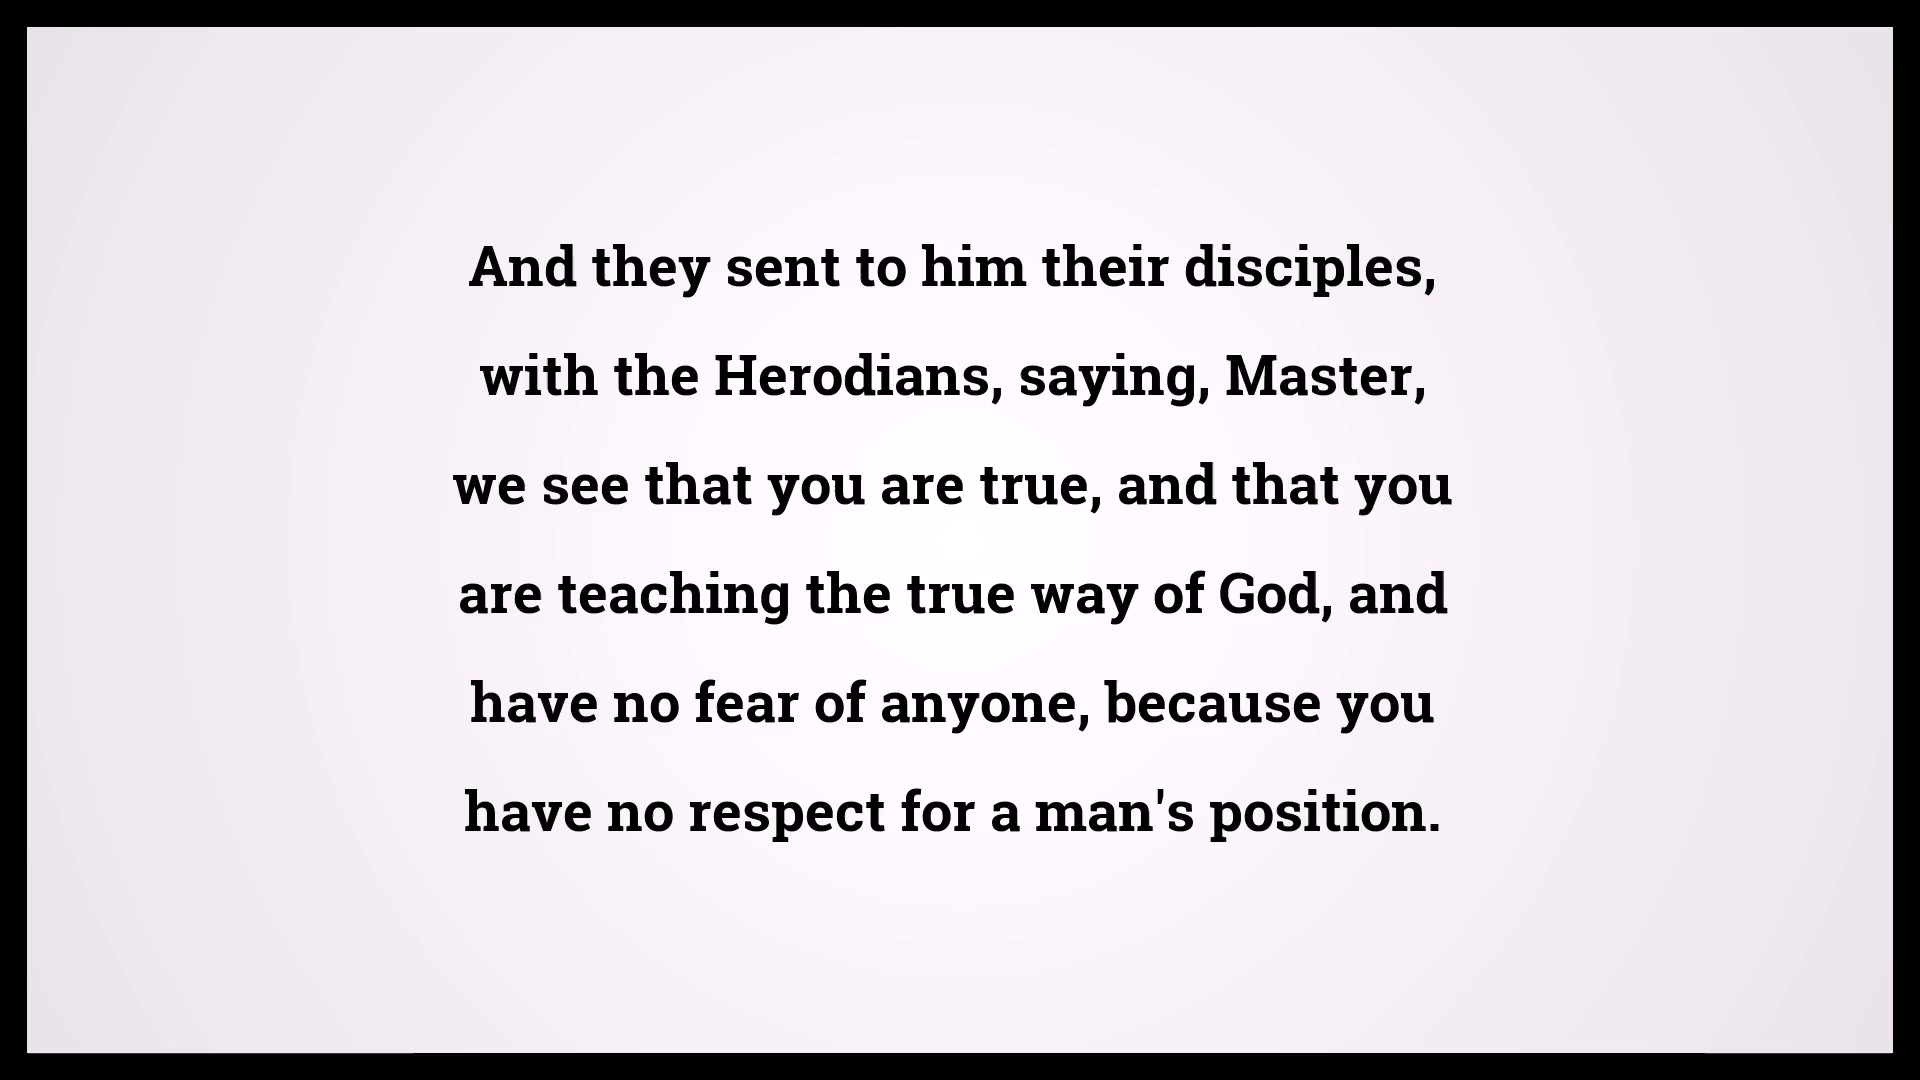 And they sent to him their disciples,
with the Herodians, saying, Master,
we see that you are true, and that you
are teaching the true way of God, and
have no fear of anyone, because you
have no respect for a man's position.